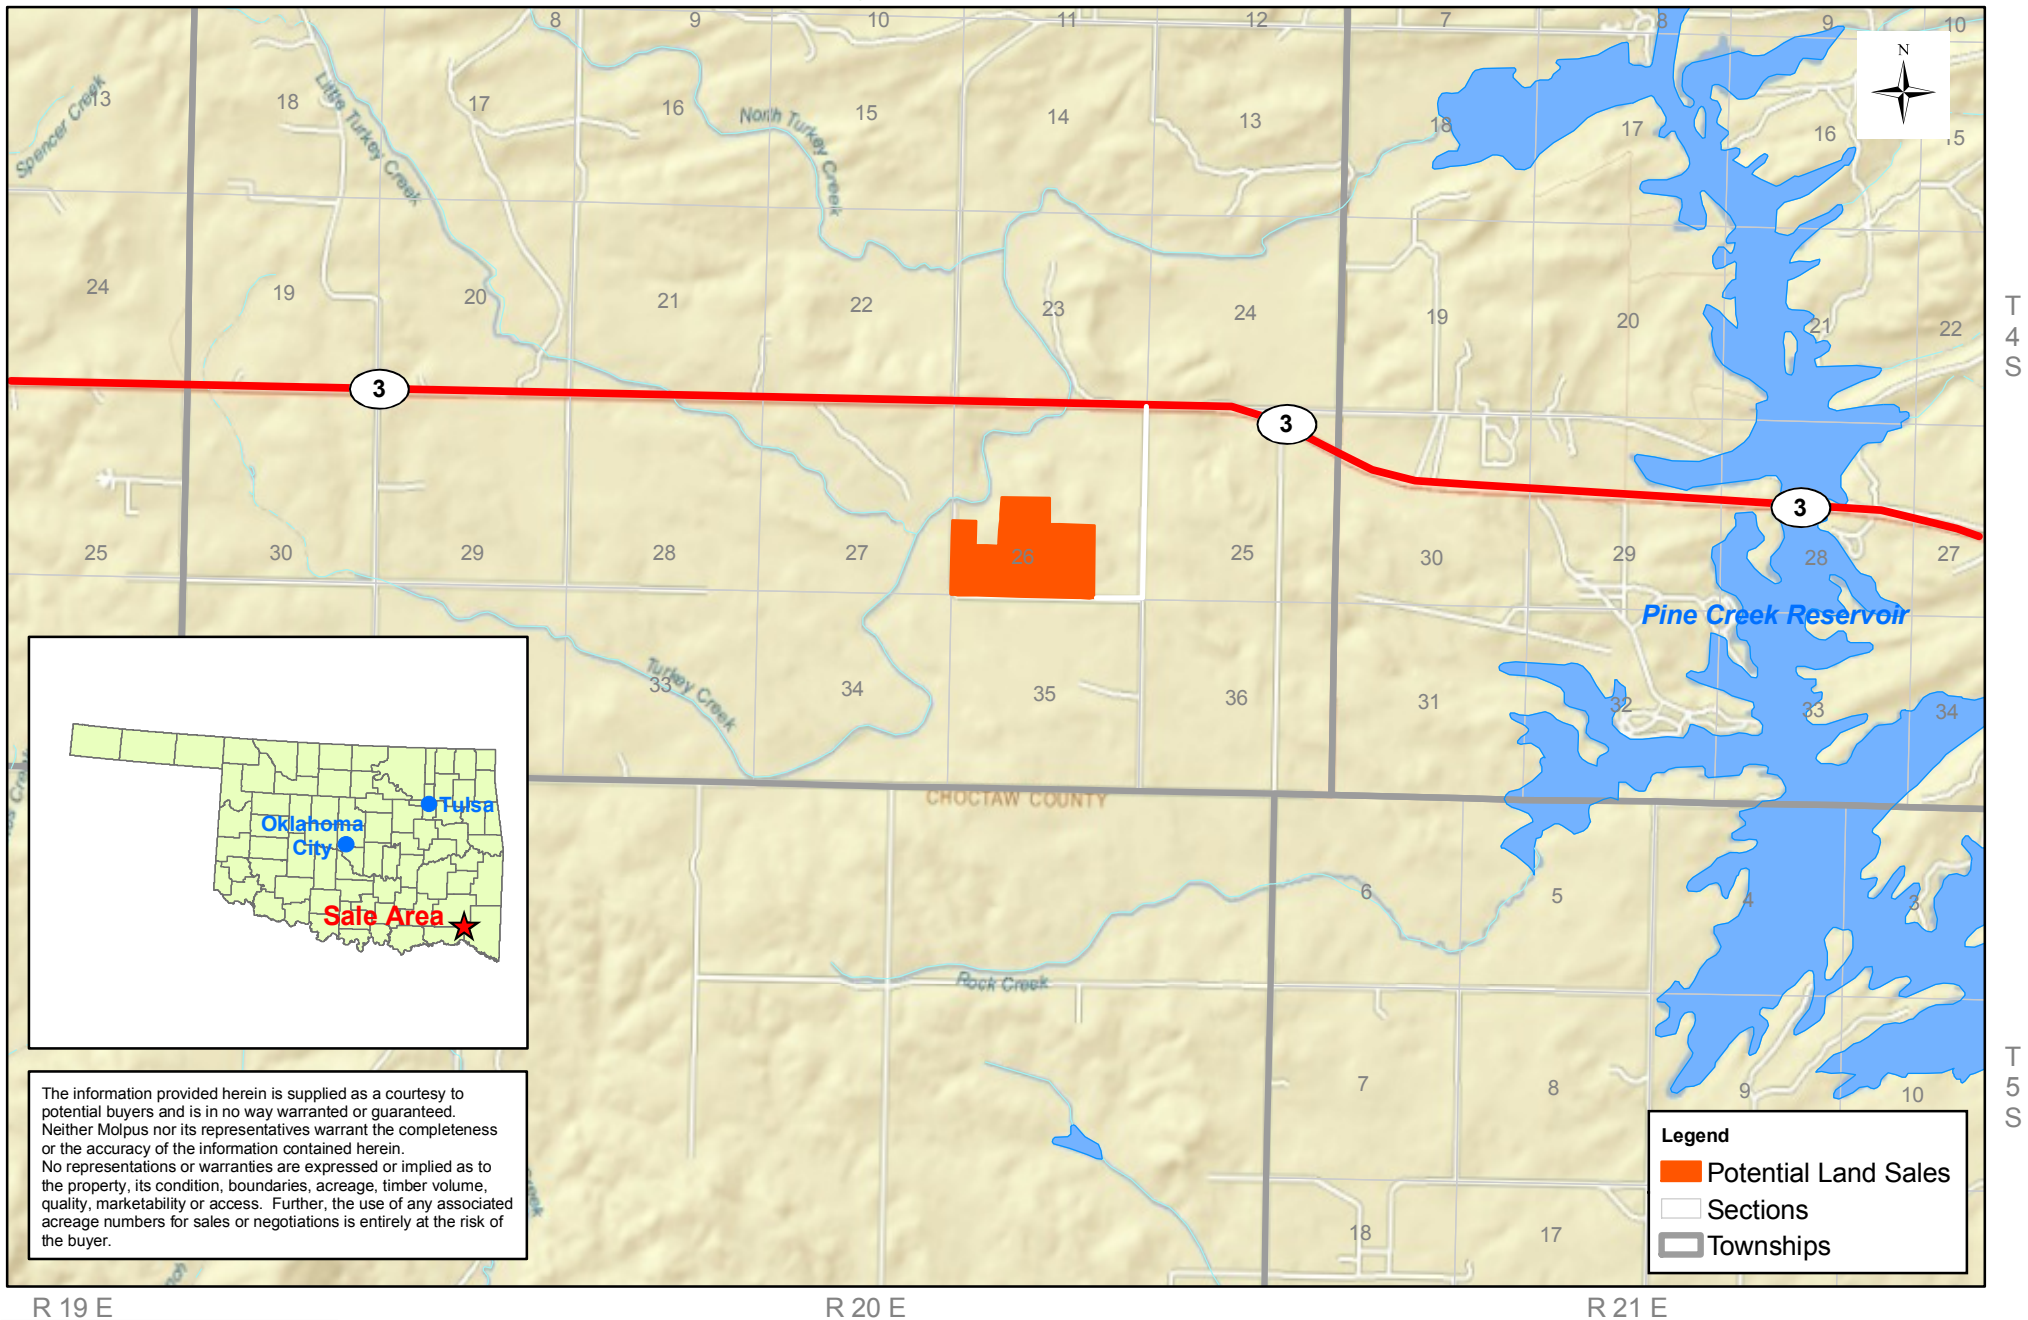 8 9 10 11 12 7 8 9 10
N
13 18 17 16 15 14 13 18 17 16 15
Spencer Creek
Little Turkey Creek
North Turkey Creek
24 19 20 21 22 23 24 19 20 21 22
T
4
S
3
3
3
25 30 29 28 27 26 25 30 29 28 27
Pine Creek Reservoir
33 34 35 36 31 32 33 34
Turkey Creek
CHOCTAW COUNTY
Tulsa
Oklahoma
City
Sale Area
6 5 4 3
Rock Creek
7 8 9 10
T
5
S
18 17
The information provided herein is supplied as a courtesy to
potential buyers and is in no way warranted or guaranteed.
Neither Molpus nor its representatives warrant the completeness
or the accuracy of the information contained herein.
No representations or warranties are expressed or implied as to
the property, its condition, boundaries, acreage, timber volume,
quality, marketability or access. Further, the use of any associated
acreage numbers for sales or negotiations is entirely at the risk of
the buyer.
Legend
Potential Land Sales
Sections
Townships
R 19 E
R 20 E
R 21 E